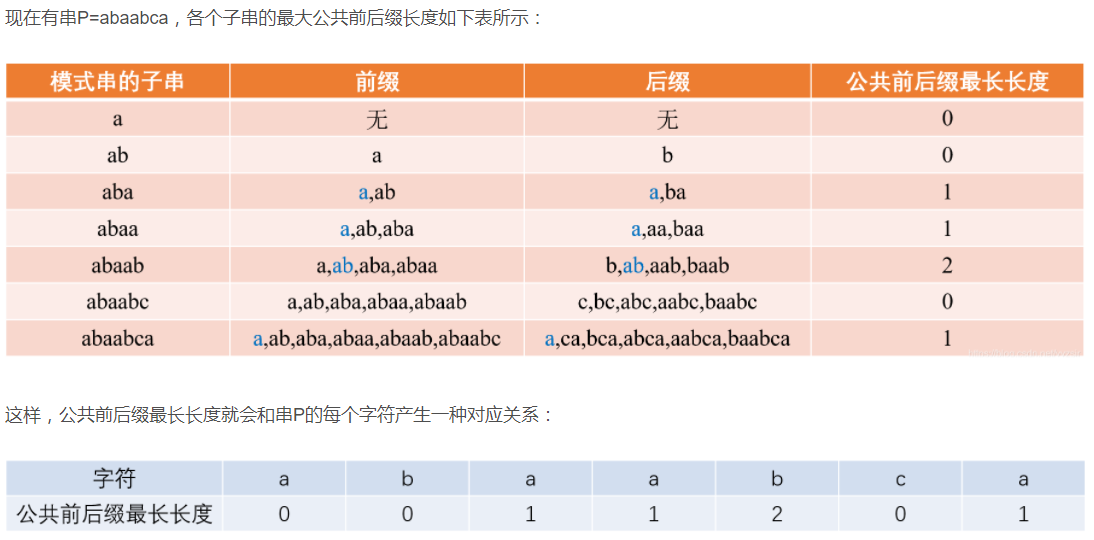 现在有串P=abaabca，各个子串的最大公共前后缀长度如下表所示：
模式串的子串 前缀 后缀 公共前后缀最长长度
a 无 无 0
ab a b 0
aba a,ab a,ba 1
abaa a,ab,aba a,aa,baa 1
abaab a,ab,aba,abaa b,ab,aab,baab 2
abaabc a,ab,aba,abaa,abaab c,bc,abc,aabc,baabc 0
abaabca a,ab,aba,abaa,abaab,abaabc a,ca,bca,abca,aabca,baabca 1
这样，公共前后缀最长长度就会和串P的每个字符产生一种对应关系：
字符 a b a a b c a
公共前后缀最长长度 0 0 1 1 2 0 1